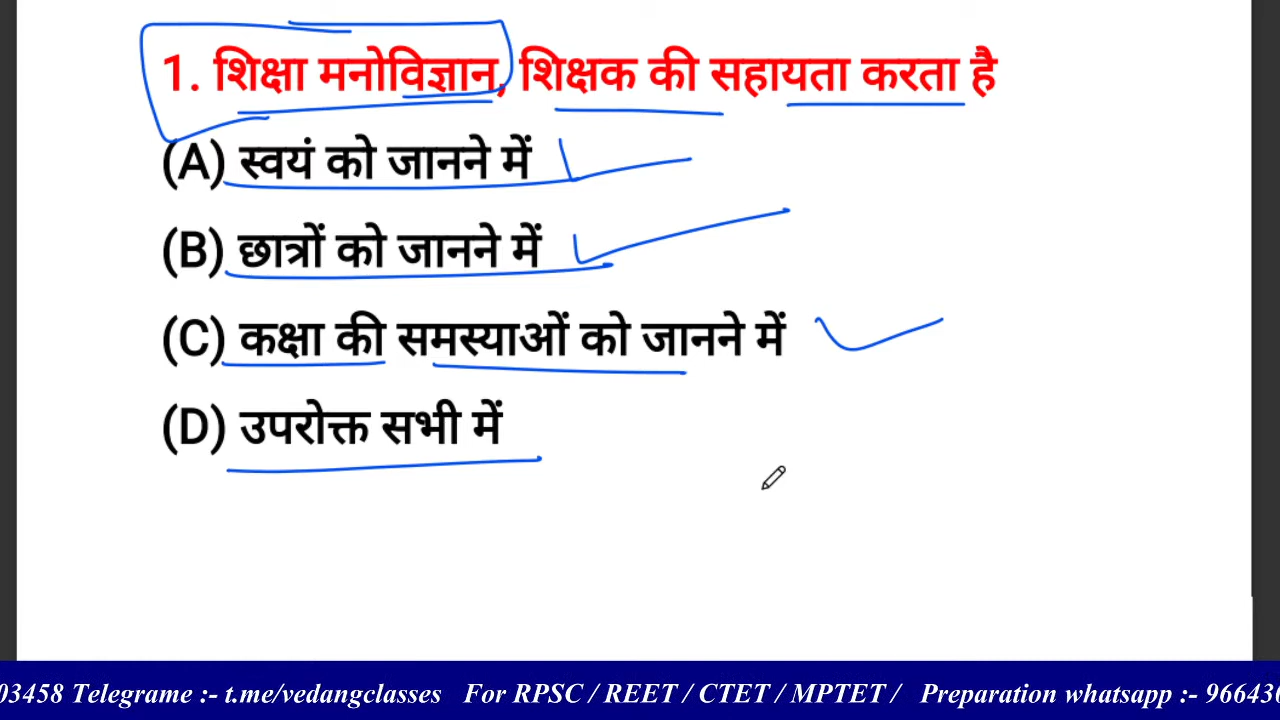 1. शिक्षा मनोविज्ञान, शिक्षक की सहायता करता है
(A) स्वयं को जानने में
(B) छात्रों को जानने में
(C) कक्षा की समस्याओं को जानने में
(D) उपरोक्त सभी में
03458 Telegrame :- t.me/vedangclasses For RPSC / REET / CTET / MPTET / Preparation whatsapp :- 966430